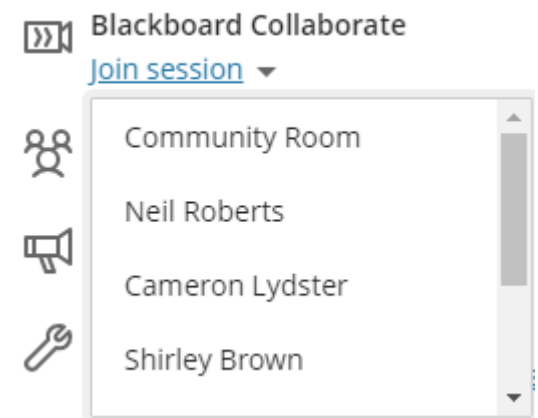 Blackboard Collaborate
Join session
Community Room
Neil Roberts
Cameron Lydster
Shirley Brown